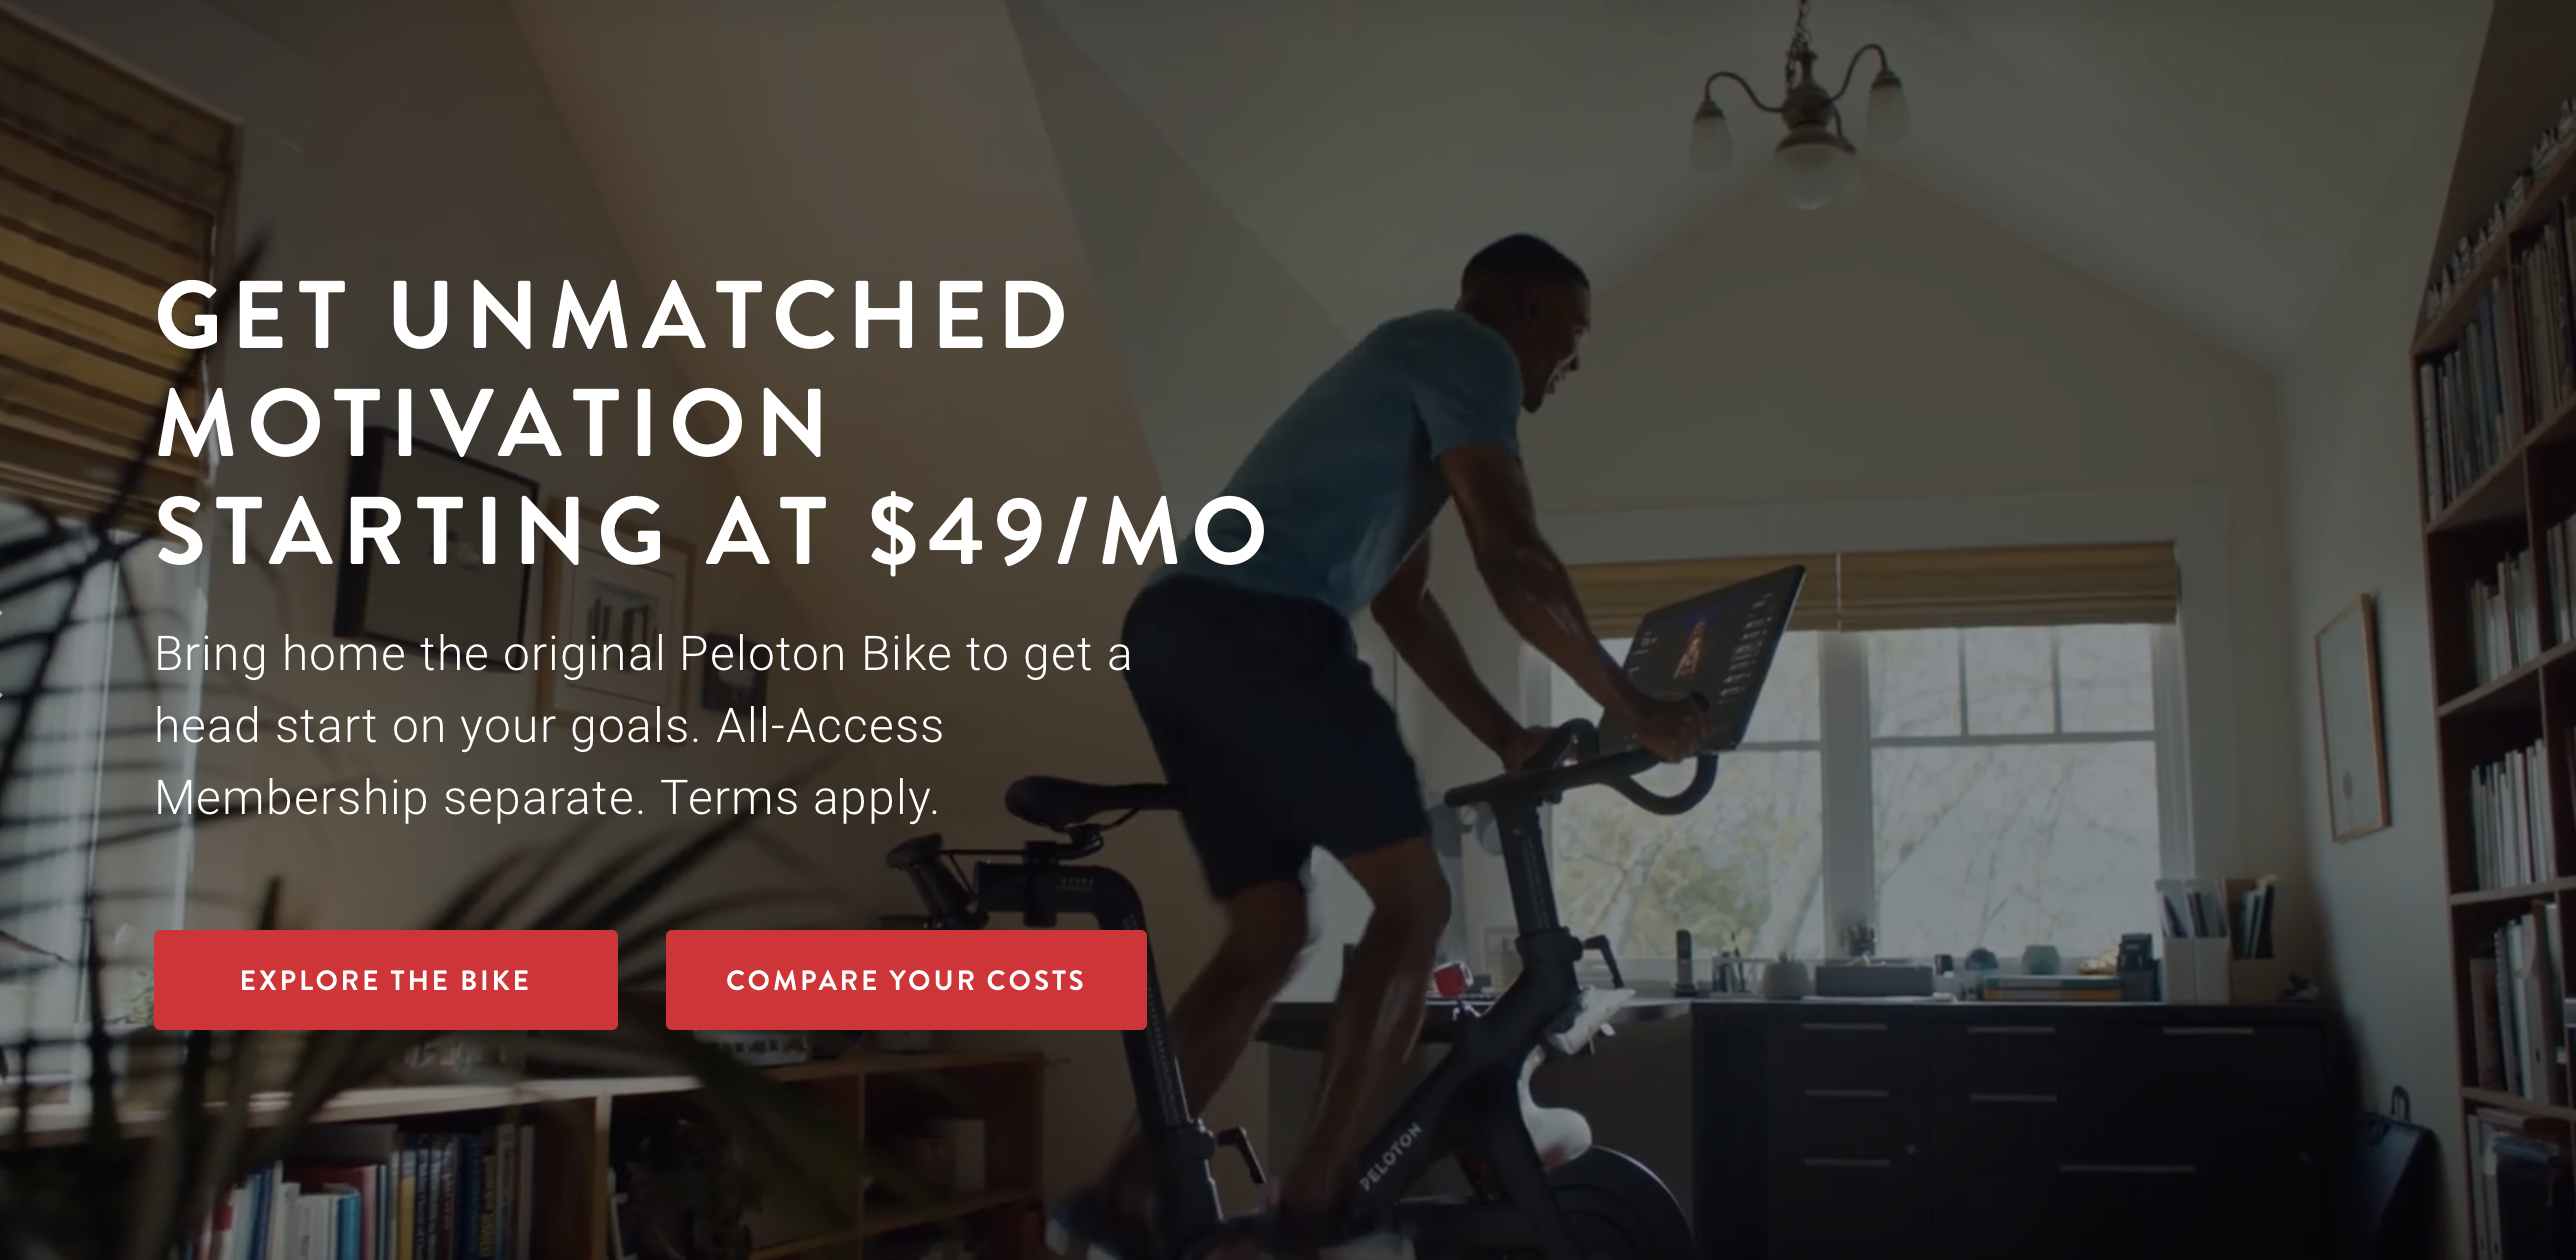 GET UNMATCHED
MOTIVATION
STARTING AT $49/MO
Bring home the original Peloton Bike to get a
head start on your goals. All-Access
Membership separate. Terms apply.
EXPLORE THE BIKE
COMPARE YOUR COSTS
PELOTON